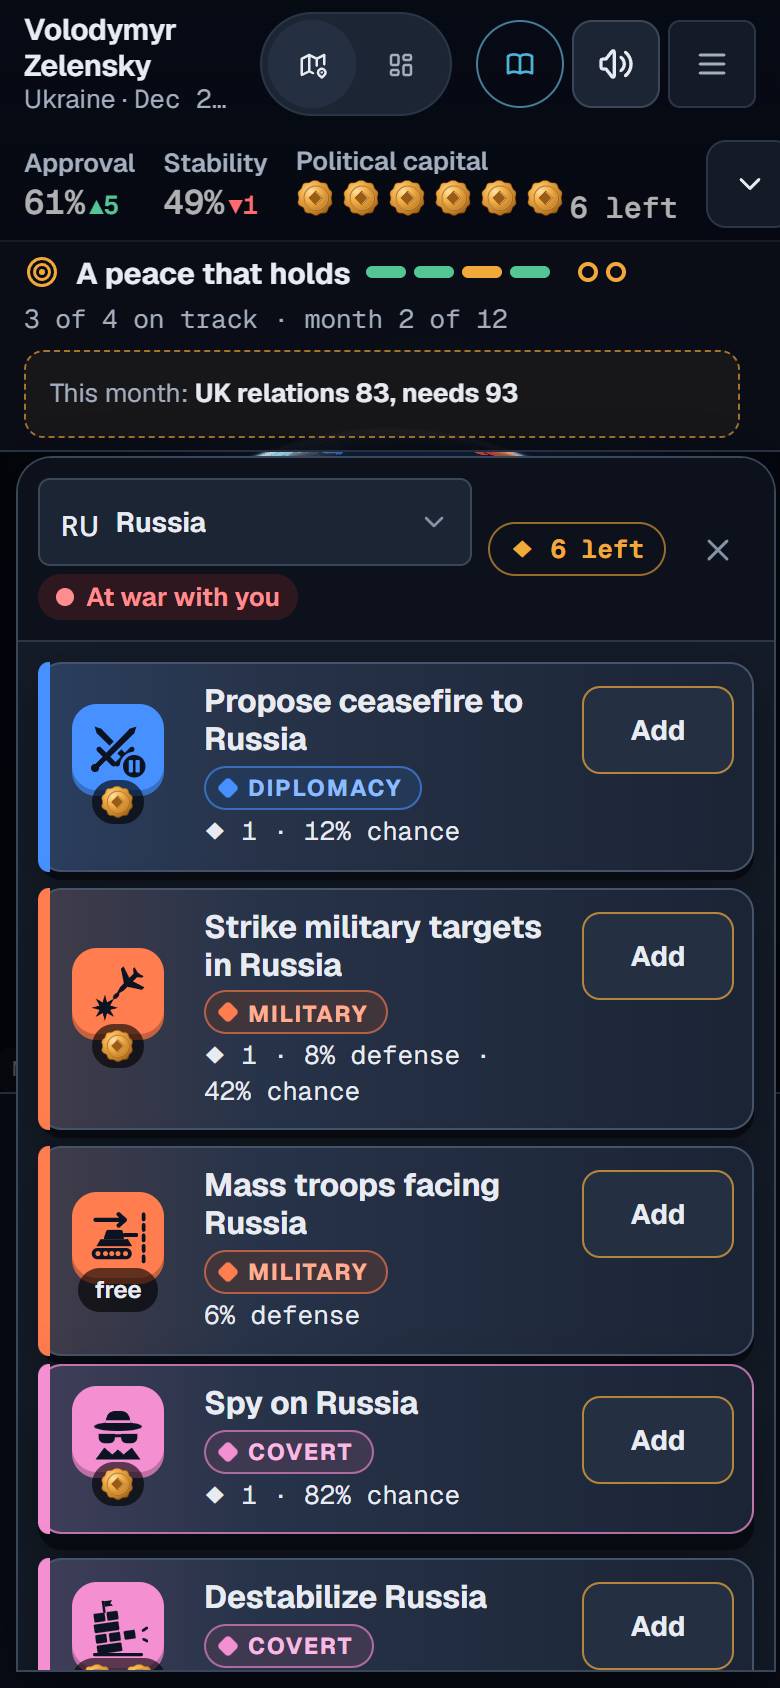 Volodymyr
Zelensky
Ukraine · Dec 2…
Approval
61%▲5
Stability
49%▼1
Political capital
6 left
A peace that holds
3 of 4 on track · month 2 of 12
This month: UK relations 83, needs 93
RU Russia
6 left
At war with you
Propose ceasefire to
Russia
Add
DIPLOMACY
◆ 1 · 12% chance
Strike military targets
in Russia
Add
MILITARY
◆ 1 · 8% defense ·
42% chance
Mass troops facing
Russia
Add
MILITARY
free
6% defense
Spy on Russia
Add
COVERT
◆ 1 · 82% chance
Destabilize Russia
Add
COVERT